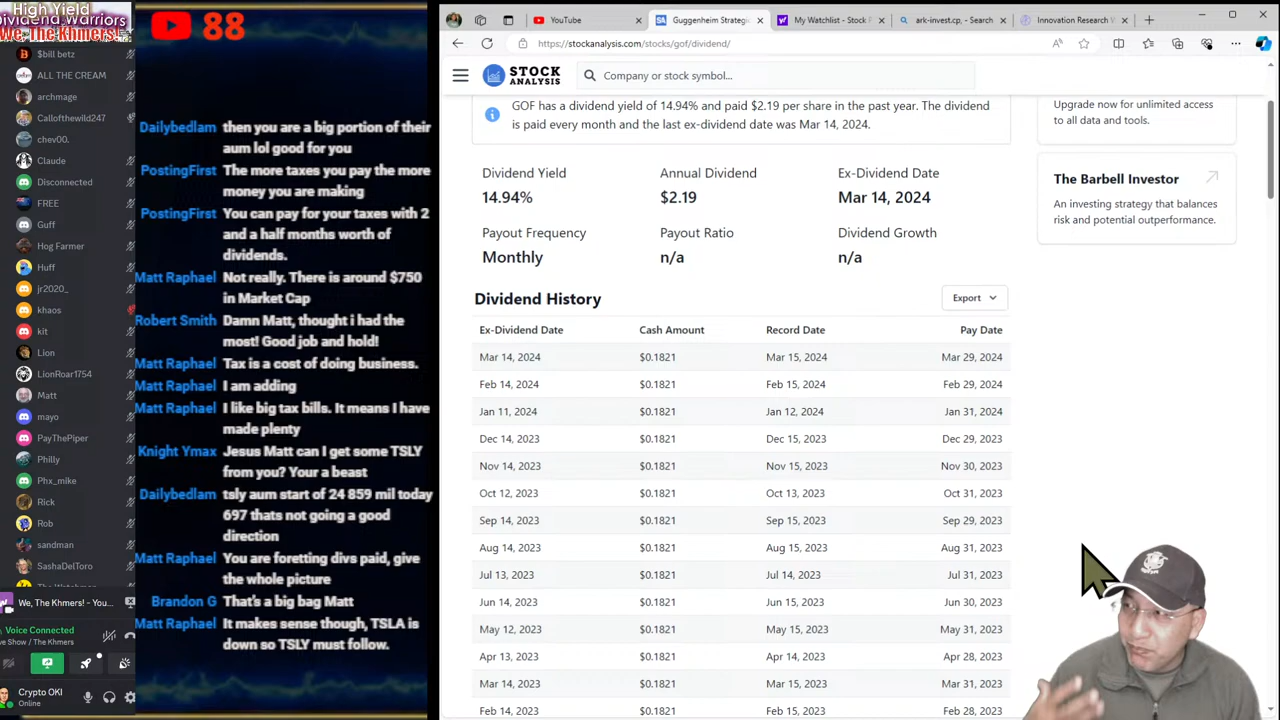 High Yield
Dividend Warriors
We, The Khmers!
$bill betz
ALL THE CREAM
archmage
Callofthewild247
chev00.
Claude
Disconnected
FREE
Guff
Hog Farmer
Huff
jr2020_
khaos
kit
Lion
LionRoar1754
Matt
mayo
PayThePiper
Philly
Phx_mike
Rick
Rob
sandman
SashaDelToro
The Watchman
We, The Khmers! - You...
Voice Connected
ve Show / The Khmers
Crypto OKI
Online
88
Dailybedlam then you are a big portion of their
aum lol good for you
PostingFirst The more taxes you pay the more
money you are making
PostingFirst You can pay for your taxes with 2
and a half months worth of
dividends.
Matt Raphael Not really. There is around $750
in Market Cap
Robert Smith Damn Matt, thought i had the
most! Good job and hold!
Matt Raphael Tax is a cost of doing business.
Matt Raphael I am adding
Matt Raphael I like big tax bills. It means I have
made plenty
Knight Ymax Jesus Matt can I get some TSLY
from you? Your a beast
Dailybedlam tsly aum start of 24 859 mil today
697 thats not going a good
direction
Matt Raphael You are foretting divs paid, give
the whole picture
Brandon G That's a big bag Matt
Matt Raphael It makes sense though, TSLA is
down so TSLY must follow.
YouTube
Guggenheim Strategic
My Watchlist - Stock P
ark-invest.cp, - Search
Innovation Research W
https://stockanalysis.com/stocks/gof/dividend/
STOCK
ANALYSIS
Company or stock symbol...
GOF has a dividend yield of 14.94% and paid $2.19 per share in the past year. The dividend
is paid every month and the last ex-dividend date was Mar 14, 2024.
Dividend Yield Annual Dividend Ex-Dividend Date
14.94% $2.19 Mar 14, 2024
Payout Frequency Payout Ratio Dividend Growth
Monthly n/a n/a
Dividend History
Export
Ex-Dividend Date Cash Amount Record Date Pay Date
Mar 14, 2024 $0.1821 Mar 15, 2024 Mar 29, 2024
Feb 14, 2024 $0.1821 Feb 15, 2024 Feb 29, 2024
Jan 11, 2024 $0.1821 Jan 12, 2024 Jan 31, 2024
Dec 14, 2023 $0.1821 Dec 15, 2023 Dec 29, 2023
Nov 14, 2023 $0.1821 Nov 15, 2023 Nov 30, 2023
Oct 12, 2023 $0.1821 Oct 13, 2023 Oct 31, 2023
Sep 14, 2023 $0.1821 Sep 15, 2023 Sep 29, 2023
Aug 14, 2023 $0.1821 Aug 15, 2023 Aug 31, 2023
Jul 13, 2023 $0.1821 Jul 14, 2023 Jul 31, 2023
Jun 14, 2023 $0.1821 Jun 15, 2023 Jun 30, 2023
May 12, 2023 $0.1821 May 15, 2023 May 31, 2023
Apr 13, 2023 $0.1821 Apr 14, 2023 Apr 28, 2023
Mar 14, 2023 $0.1821 Mar 15, 2023 Mar 31, 2023
Feb 14, 2023 $0.1821 Feb 15, 2023 Feb 28, 2023
Upgrade now for unlimited access
to all data and tools.
The Barbell Investor
An investing strategy that balances
risk and potential outperformance.